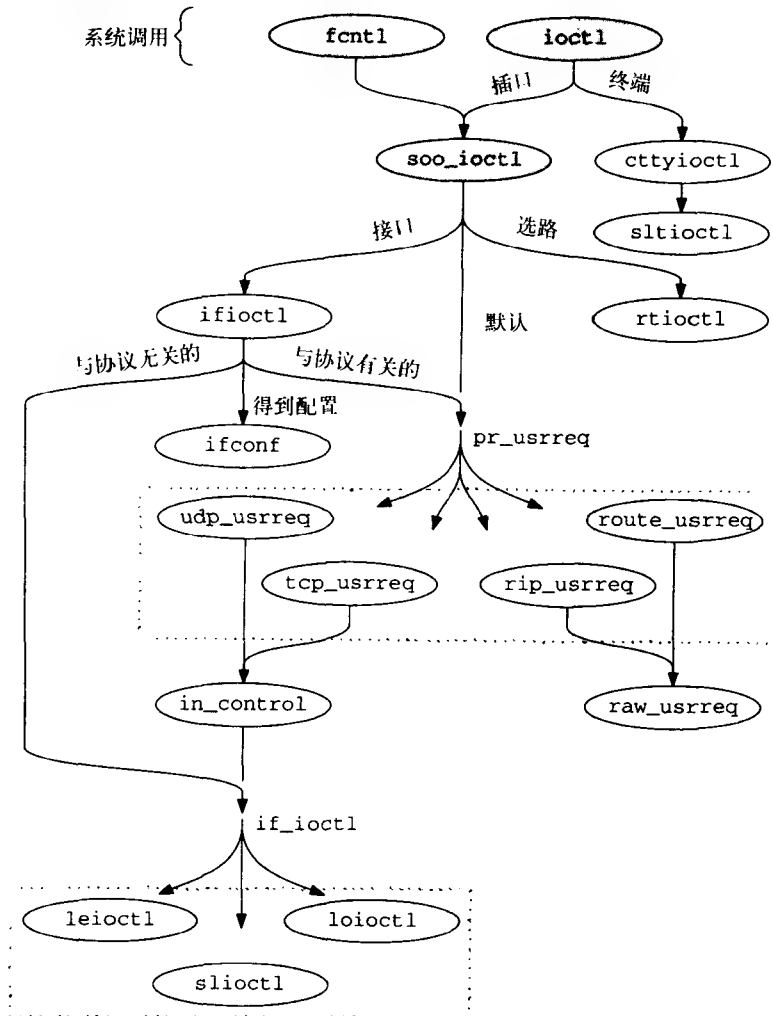 系统调用
fcntl
ioctl
插口
终端
soo_ioctl
cttyioctl
sltioctl
接口
选路
ifioctl
默认
rtioctl
与协议无关的
与协议有关的
得到配置
ifconf
pr_usrreq
udp_usrreq
route_usrreq
tcp_usrreq
rip_usrreq
in_control
raw_usrreq
if_ioctl
leioctl
loioctl
slioctl